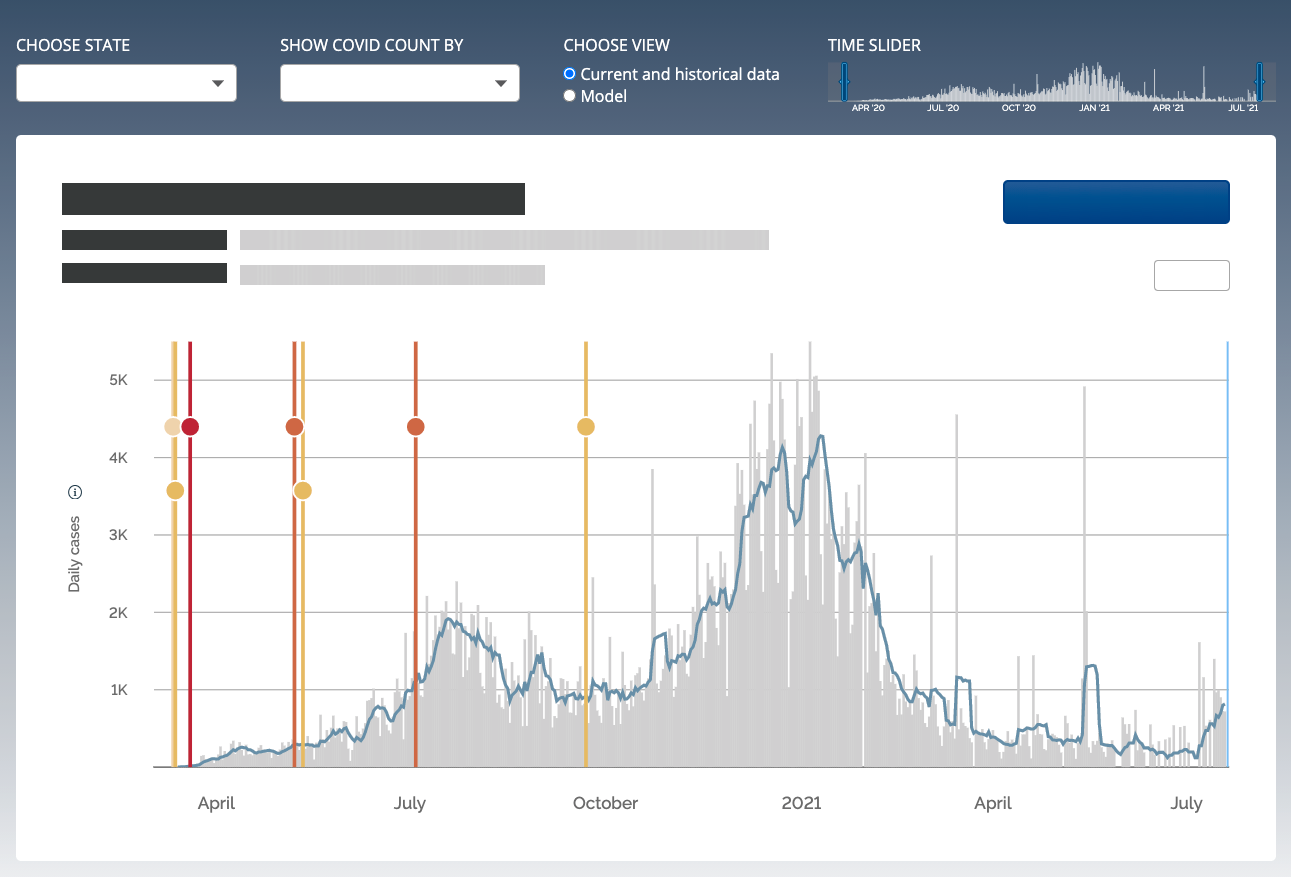 CHOOSE STATE
SHOW COVID COUNT BY
CHOOSE VIEW
Current and historical data
Model
TIME SLIDER
APR '20 JUL '20 OCT '20 JAN '21 APR '21 JUL '21
5K
4K
3K
2K
1K
Daily cases
April July October 2021 April July